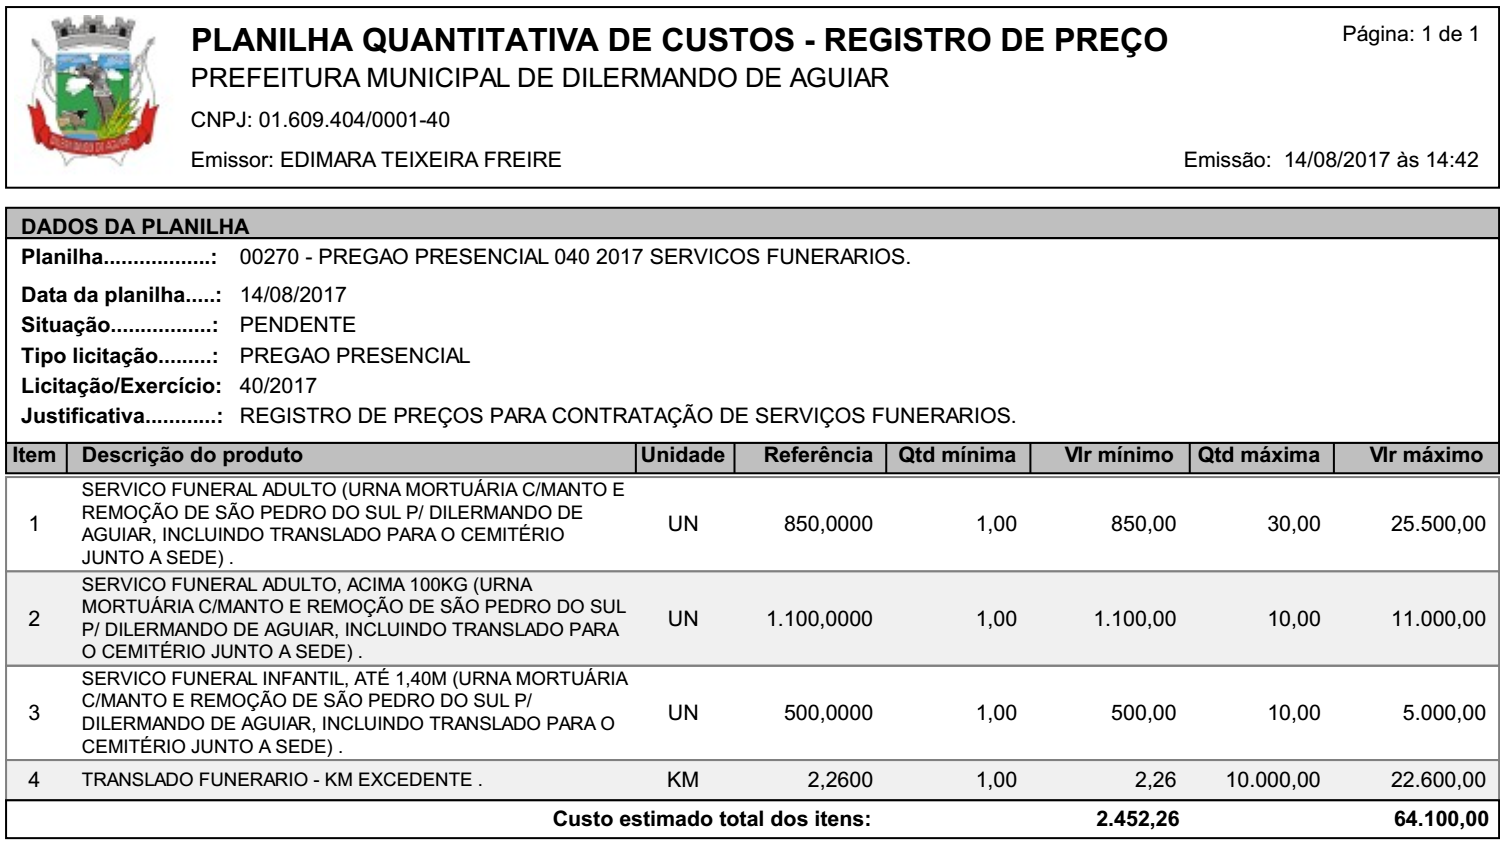 PLANILHA QUANTITATIVA DE CUSTOS - REGISTRO DE PREÇO
Página: 1 de 1
PREFEITURA MUNICIPAL DE DILERMANDO DE AGUIAR
CNPJ: 01.609.404/0001-40
Emissor: EDIMARA TEIXEIRA FREIRE
Emissão: 14/08/2017 às 14:42
DADOS DA PLANILHA
Planilha..................: 00270 - PREGAO PRESENCIAL 040 2017 SERVICOS FUNERARIOS.
Data da planilha.....: 14/08/2017
Situação.................: PENDENTE
Tipo licitação.........: PREGAO PRESENCIAL
Licitação/Exercício: 40/2017
Justificativa............: REGISTRO DE PREÇOS PARA CONTRATAÇÃO DE SERVIÇOS FUNERARIOS.
Item Descrição do produto Unidade Referência Qtd mínima Vlr mínimo Qtd máxima Vlr máximo
SERVICO FUNERAL ADULTO (URNA MORTUÁRIA C/MANTO E
REMOÇÃO DE SÃO PEDRO DO SUL P/ DILERMANDO DE
1 AGUIAR, INCLUINDO TRANSLADO PARA O CEMITÉRIO UN 850,0000 1,00 850,00 30,00 25.500,00
JUNTO A SEDE) .
SERVICO FUNERAL ADULTO, ACIMA 100KG (URNA
MORTUÁRIA C/MANTO E REMOÇÃO DE SÃO PEDRO DO SUL
2 P/ DILERMANDO DE AGUIAR, INCLUINDO TRANSLADO PARA UN 1.100,0000 1,00 1.100,00 10,00 11.000,00
O CEMITÉRIO JUNTO A SEDE) .
SERVICO FUNERAL INFANTIL, ATÉ 1,40M (URNA MORTUÁRIA
C/MANTO E REMOÇÃO DE SÃO PEDRO DO SUL P/
3 DILERMANDO DE AGUIAR, INCLUINDO TRANSLADO PARA O UN 500,0000 1,00 500,00 10,00 5.000,00
CEMITÉRIO JUNTO A SEDE) .
4 TRANSLADO FUNERARIO - KM EXCEDENTE . KM 2,2600 1,00 2,26 10.000,00 22.600,00
Custo estimado total dos itens: 2.452,26 64.100,00